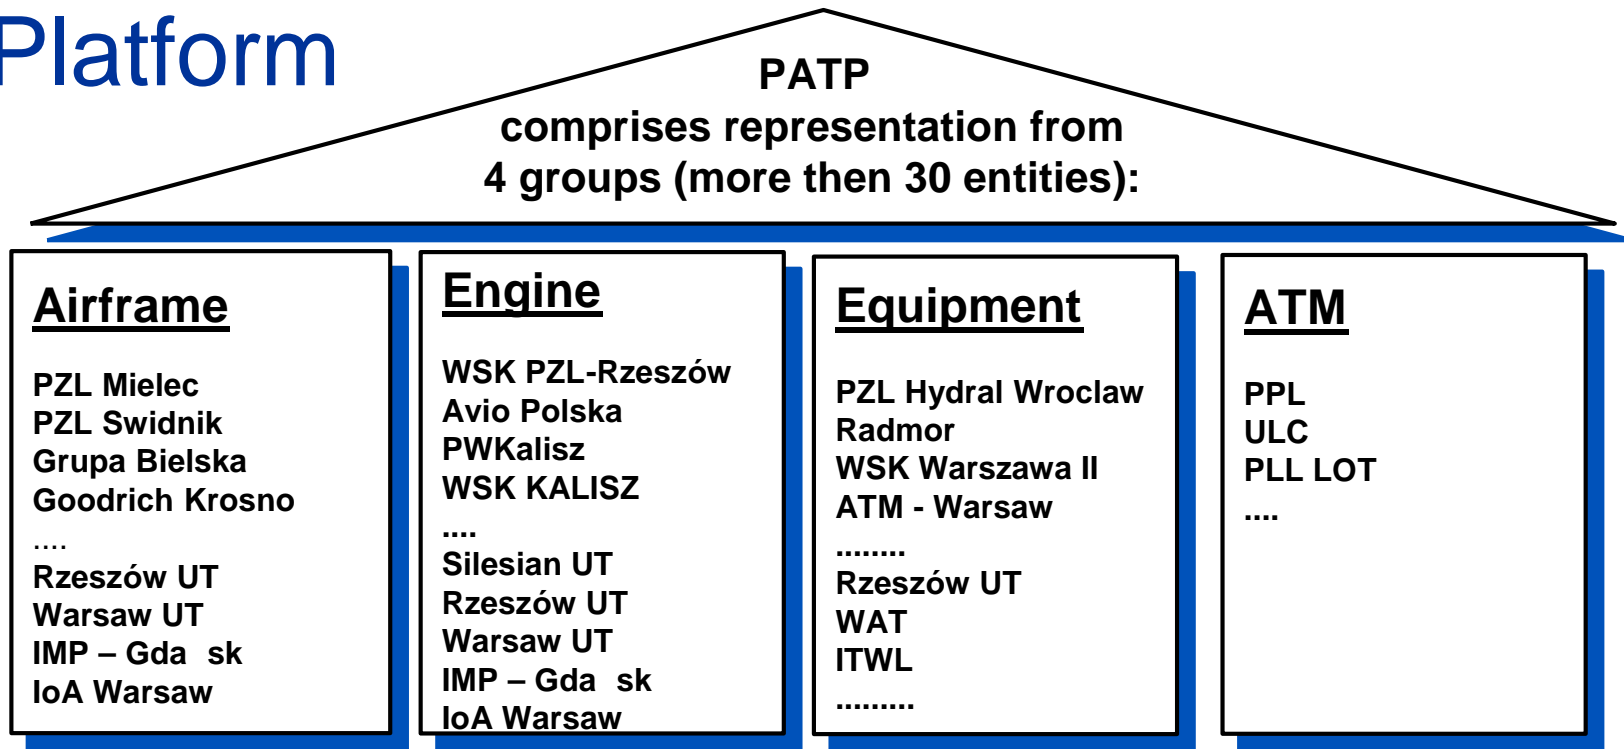 Platform
PATP
comprises representation from
4 groups (more then 30 entities):
Airframe
PZL Mielec
PZL Swidnik
Grupa Bielska
Goodrich Krosno
....
Rzeszów UT
Warsaw UT
IMP – Gda sk
IoA Warsaw
Engine
WSK PZL-Rzeszów
Avio Polska
PWKalisz
WSK KALISZ
....
Silesian UT
Rzeszów UT
Warsaw UT
IMP – Gda sk
IoA Warsaw
Equipment
PZL Hydral Wroclaw
Radmor
WSK Warszawa II
ATM - Warsaw
........
Rzeszów UT
WAT
ITWL
.........
ATM
PPL
ULC
PLL LOT
....